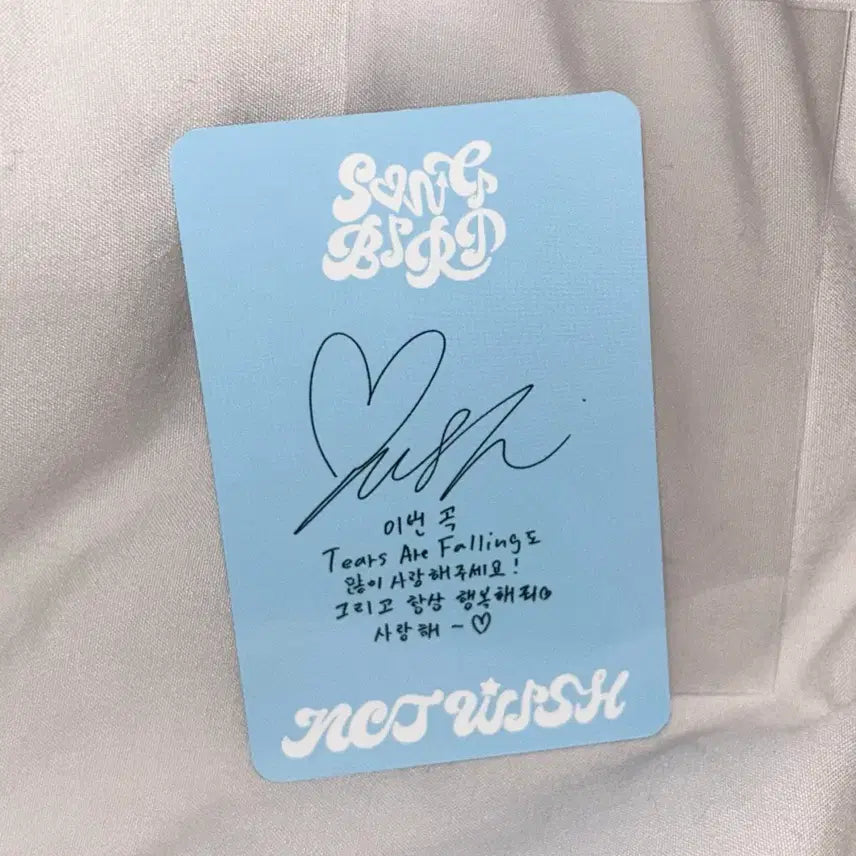 SONG
BIRD
이번 곡
Tears Are Falling도
많이 사랑해주세요!
그리고 항상 행복해죠
사랑해~♡
NCT WISH